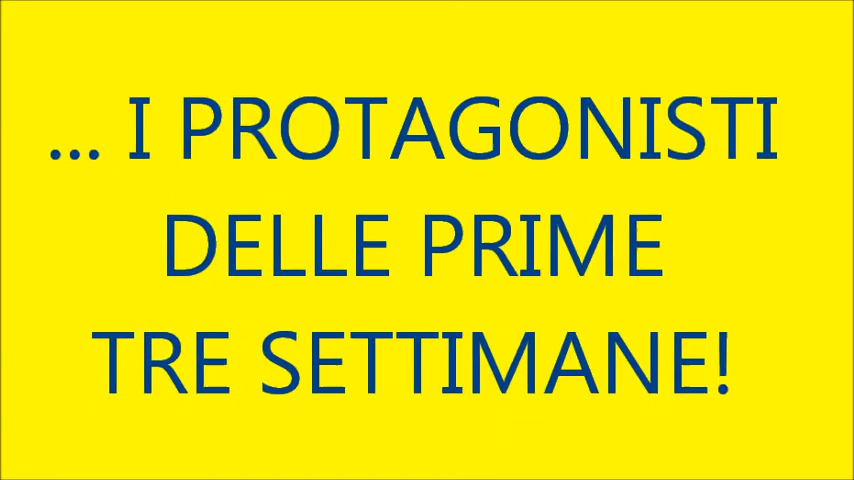 ... I PROTAGONISTI
DELLE PRIME
TRE SETTIMANE!